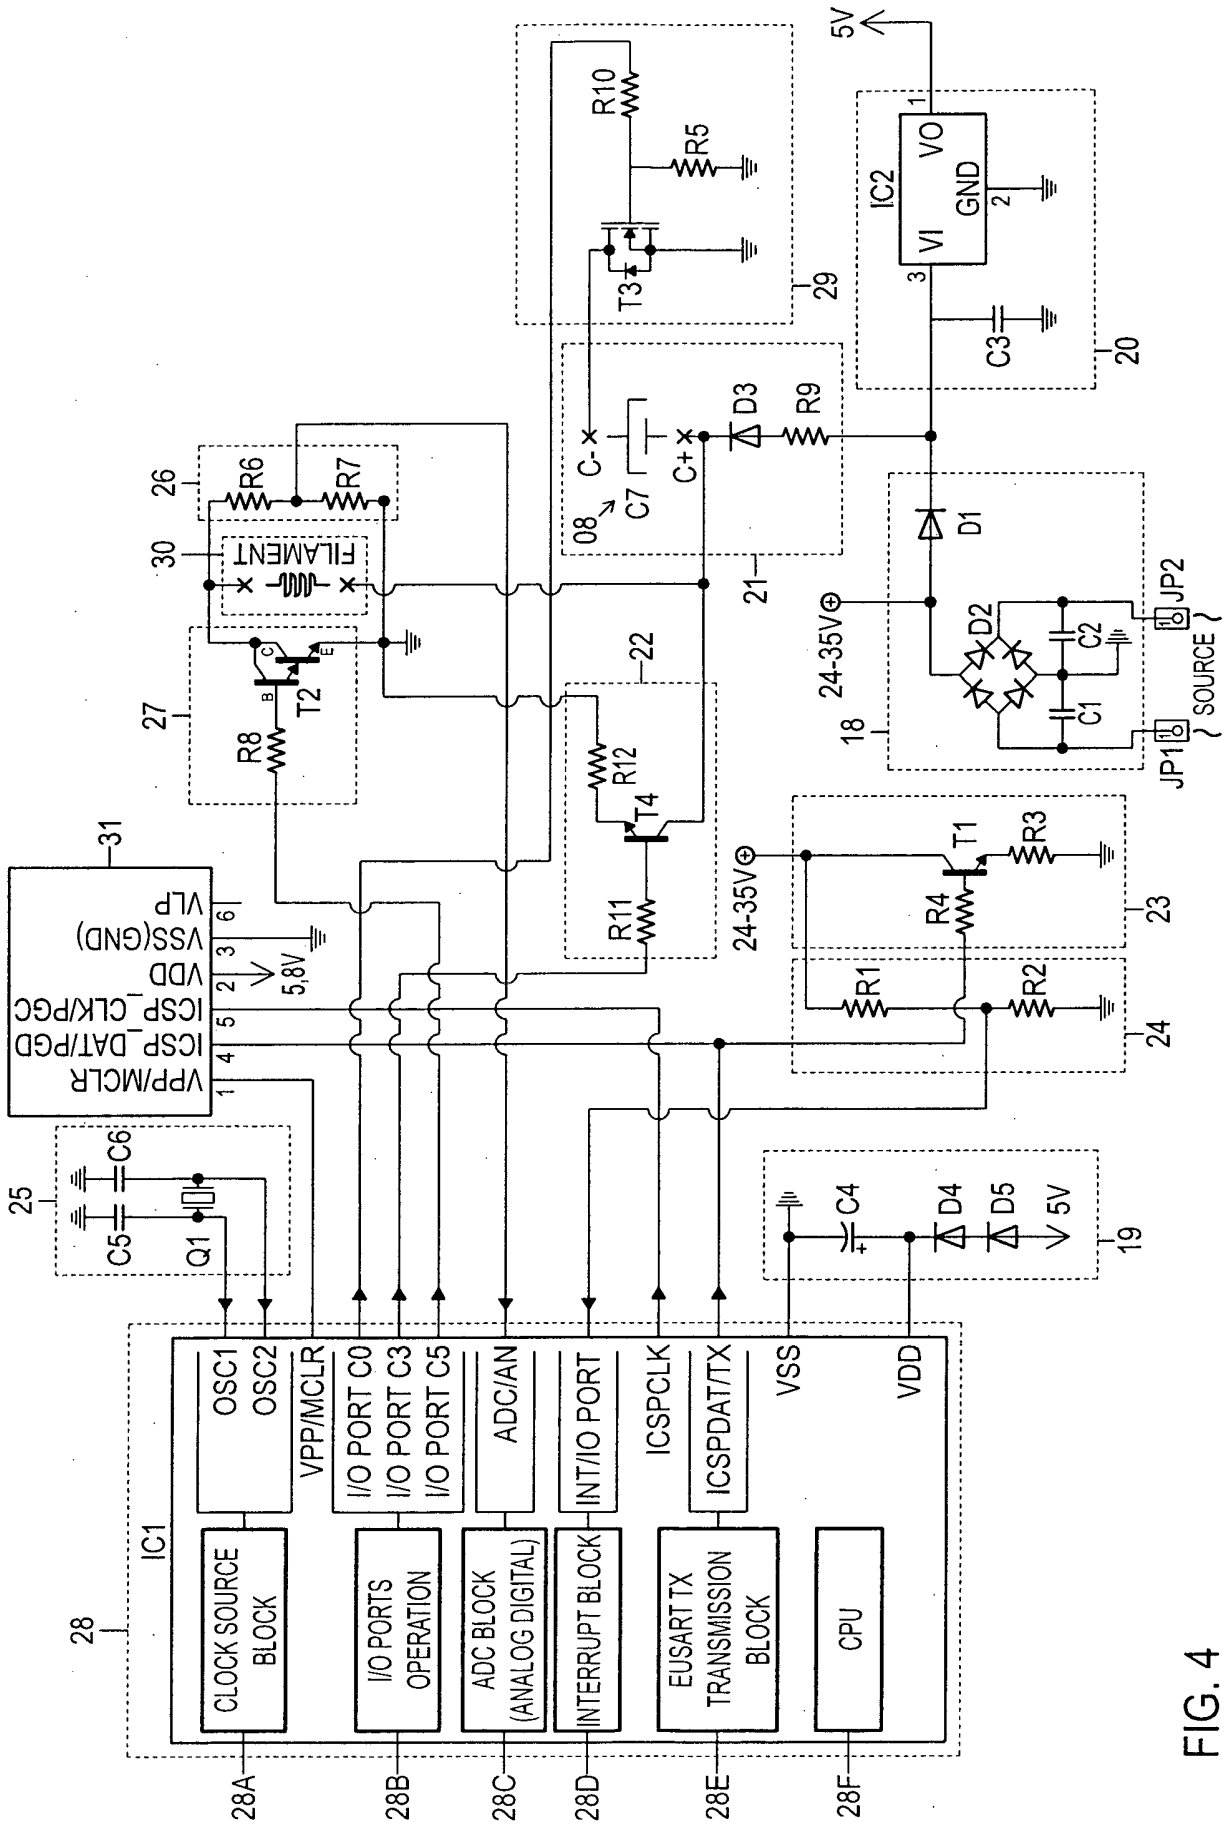 28
IC1
28A
CLOCK SOURCE
BLOCK
28B
I/O PORTS
OPERATION
28C
ADC BLOCK
(ANALOG DIGITAL)
28D
INTERRUPT BLOCK
28E
EUSART TX
TRANSMISSION
BLOCK
28F
CPU
OSC1
OSC2
VPP/MCLR
I/O PORT C0
I/O PORT C3
I/O PORT C5
ADC/AN
INT/IO PORT
ICSPCLK
ICSPDAT/TX
VSS
VDD
25
C5
C6
Q1
19
C4
+
D4
D5
5V
31
VPP/MCLR
1
ICSP_DAT/PGD
4
ICSP_CLK/PGC
5
VDD
2
5,8V
VSS(GND)
3
VLP
6
24
R1
R2
23
24-35V
R4
T1
R3
27
R8
B
C
E
T2
22
R11
T4
R12
30
FILAMENT
26
R6
R7
18
24-35V
D2
D1
C1
C2
JP1
1
JP2
1
SOURCE
~
~
21
08
C7
C-
C+
D3
R9
29
T3
R10
R5
20
C3
IC2
VI
3
VO
1
GND
2
5V
FIG. 4